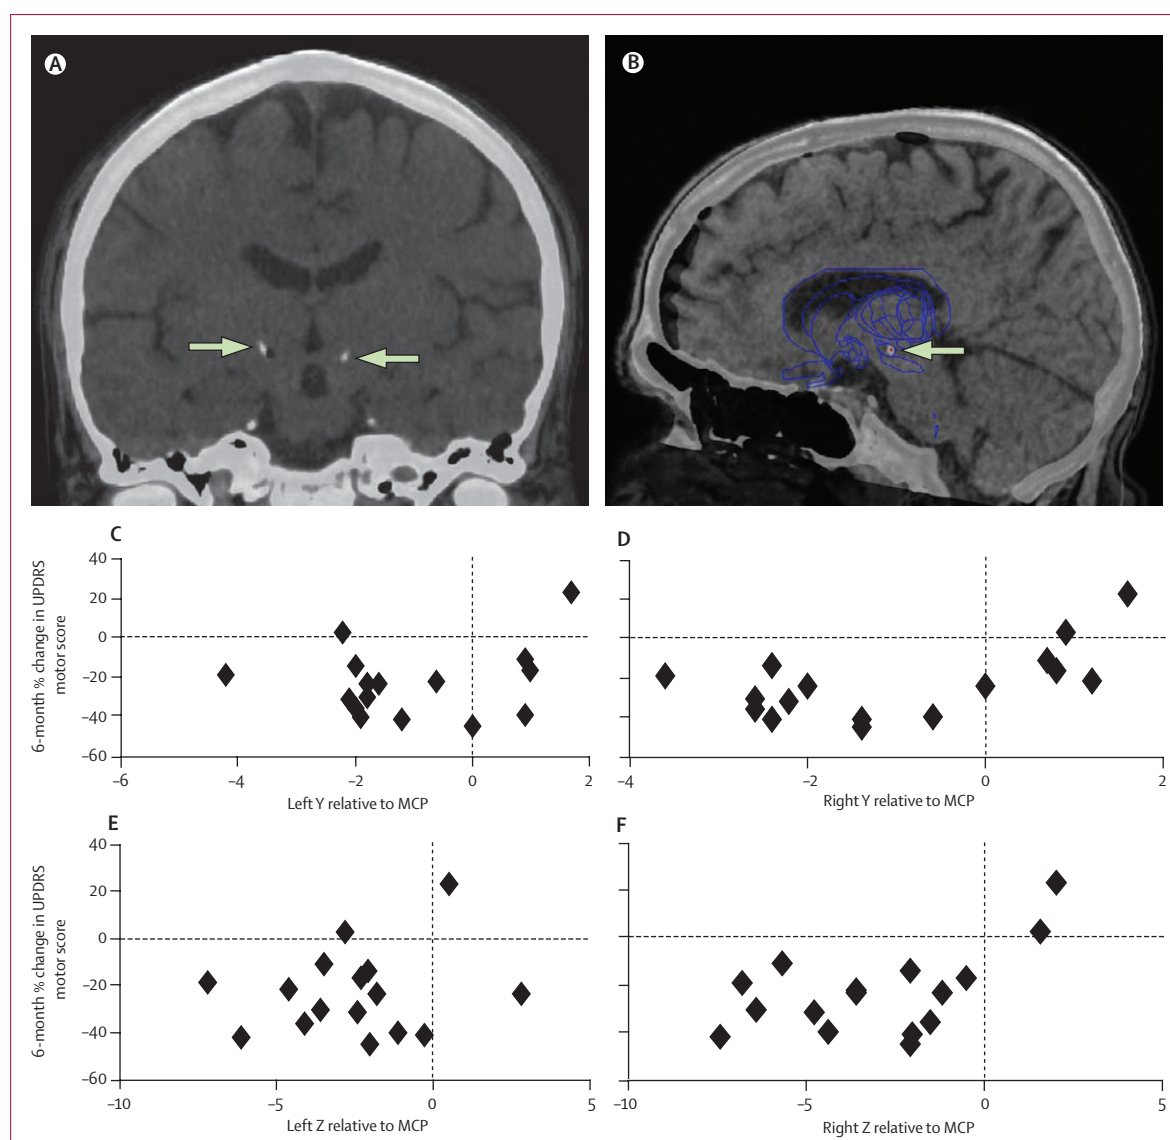 A
B
C
D
6-month % change in UPDRS
motor score
40
20
0
–20
–40
–60
–6
–4
–2
0
2
–4
–2
0
2
Left Y relative to MCP
Right Y relative to MCP
E
F
6-month % change in UPDRS
motor score
40
20
0
–20
–40
–60
–10
–5
0
5
–10
–5
0
5
Left Z relative to MCP
Right Z relative to MCP